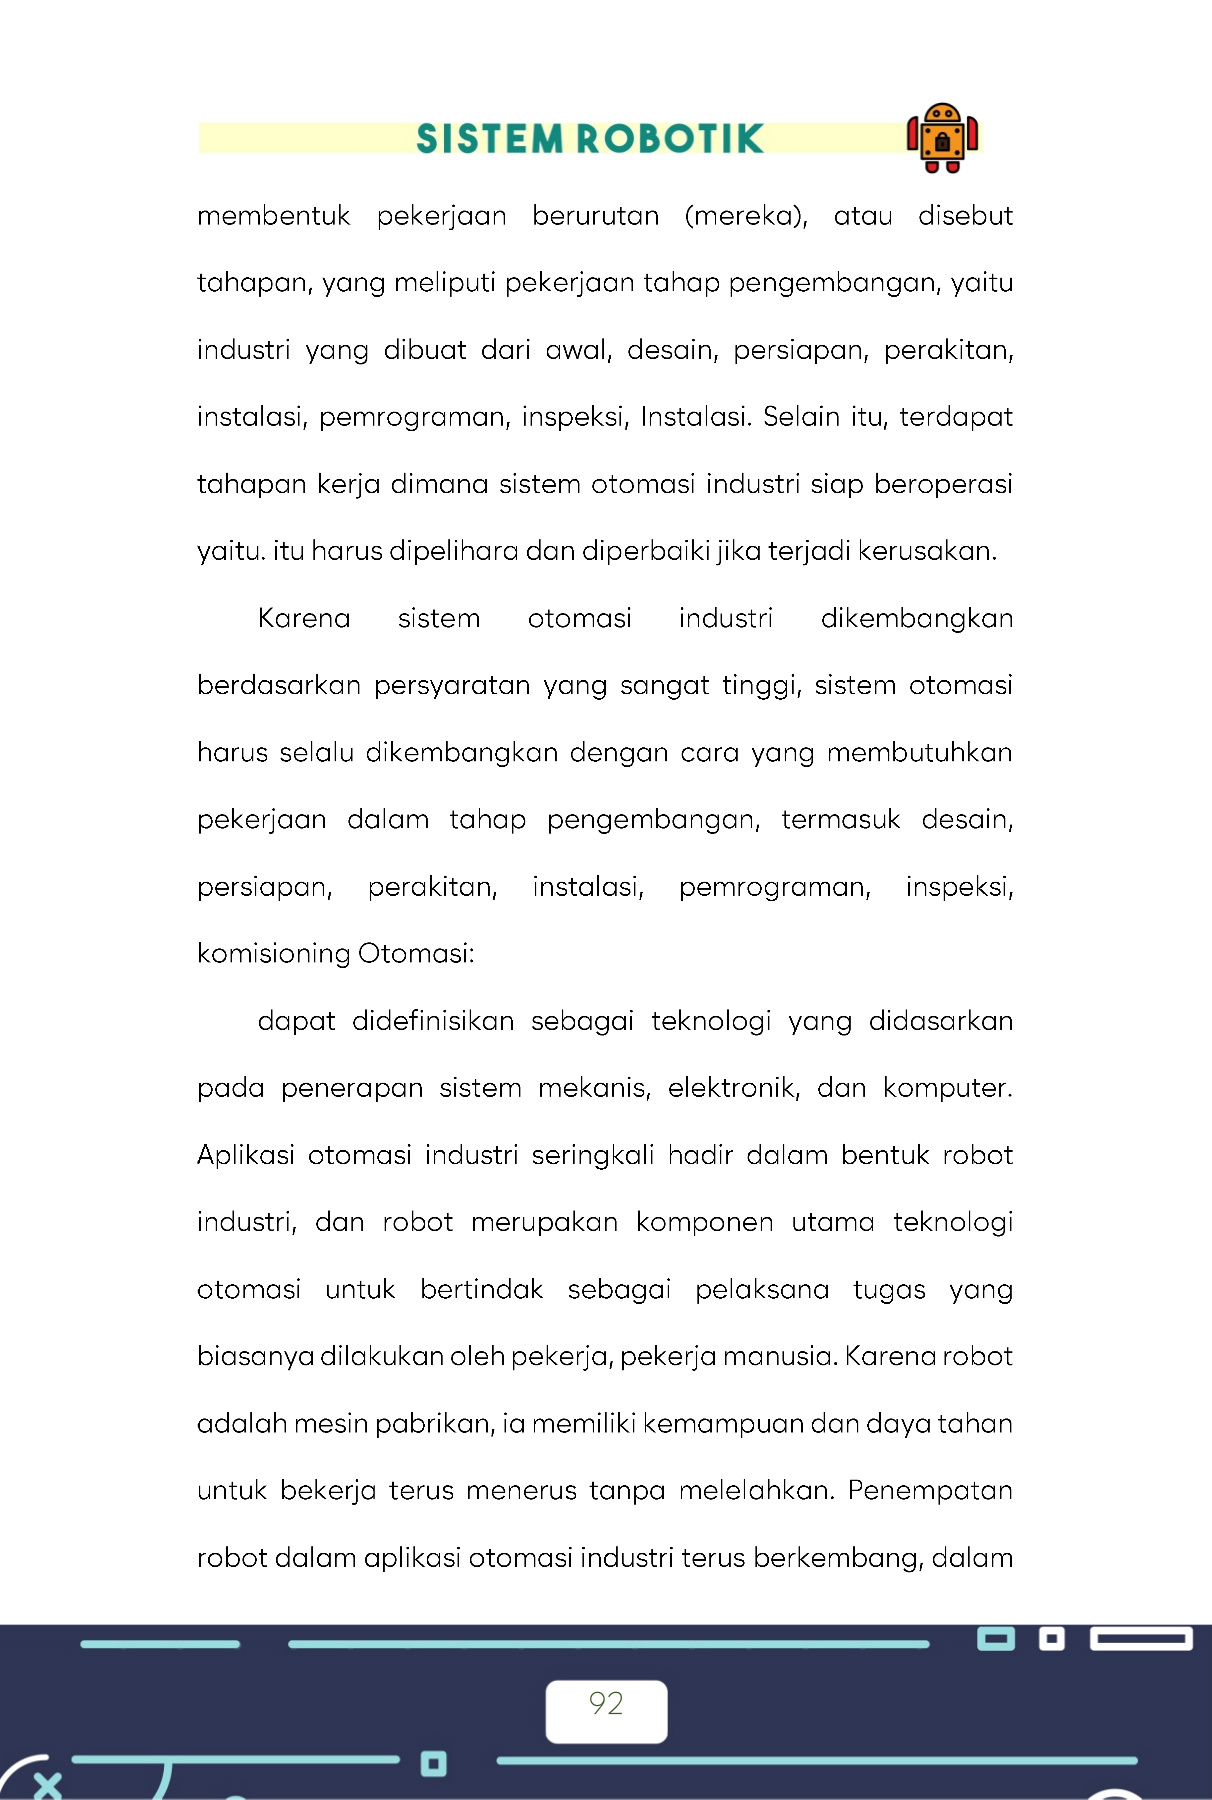 SISTEM ROBOTIK
membentuk pekerjaan berurutan (mereka), atau disebut
tahapan, yang meliputi pekerjaan tahap pengembangan, yaitu
industri yang dibuat dari awal, desain, persiapan, perakitan,
instalasi, pemrograman, inspeksi, Instalasi. Selain itu, terdapat
tahapan kerja dimana sistem otomasi industri siap beroperasi
yaitu. itu harus dipelihara dan diperbaiki jika terjadi kerusakan.
Karena sistem otomasi industri dikembangkan
berdasarkan persyaratan yang sangat tinggi, sistem otomasi
harus selalu dikembangkan dengan cara yang membutuhkan
pekerjaan dalam tahap pengembangan, termasuk desain,
persiapan, perakitan, instalasi, pemrograman, inspeksi,
komisioning Otomasi:
dapat didefinisikan sebagai teknologi yang didasarkan
pada penerapan sistem mekanis, elektronik, dan komputer.
Aplikasi otomasi industri seringkali hadir dalam bentuk robot
industri, dan robot merupakan komponen utama teknologi
otomasi untuk bertindak sebagai pelaksana tugas yang
biasanya dilakukan oleh pekerja, pekerja manusia. Karena robot
adalah mesin pabrikan, ia memiliki kemampuan dan daya tahan
untuk bekerja terus menerus tanpa melelahkan. Penempatan
robot dalam aplikasi otomasi industri terus berkembang, dalam
92